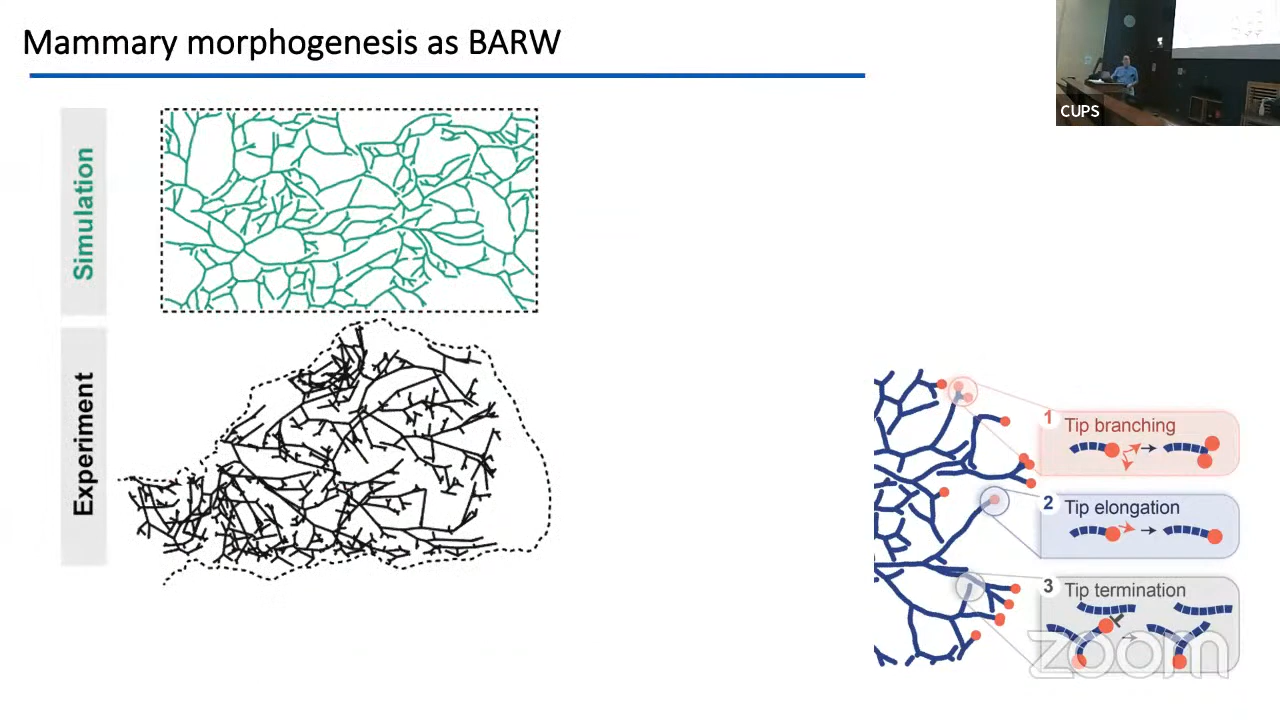 Mammary morphogenesis as BARW
CUPS
Simulation
Experiment
1 Tip branching
2 Tip elongation
3 Tip termination
zoom